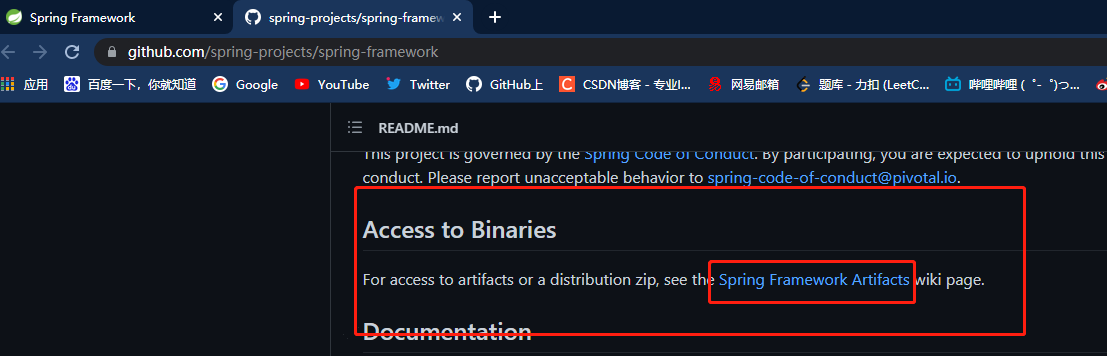 Spring Framework
spring-projects/spring-framew
github.com/spring-projects/spring-framework
应用 百度一下，你就知道 Google YouTube Twitter GitHub上 CSDN博客 - 专业I... 网易邮箱 题库 - 力扣 (LeetC... 哔哩哔哩 ( ゜- ゜)つ...
README.md
This project is governed by the Spring Code of Conduct. By participating, you are expected to uphold this
conduct. Please report unacceptable behavior to spring-code-of-conduct@pivotal.io.
Access to Binaries
For access to artifacts or a distribution zip, see the Spring Framework Artifacts wiki page.
Documentation